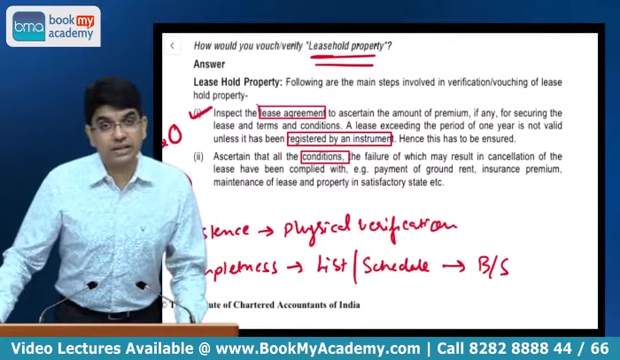 bma
book my
academy
How would you vouch/verify "Leasehold property"?
Answer
Lease Hold Property: Following are the main steps involved in verification/vouching of lease
hold property-
(i) Inspect the lease agreement to ascertain the amount of premium, if any, for securing the
lease and terms and conditions. A lease exceeding the period of one year is not valid
unless it has been registered by an instrument. Hence this has to be ensured.
(ii) Ascertain that all the conditions, the failure of which may result in cancellation of
the lease have been complied with, e.g. payment of ground rent, insurance premium,
maintenance of lease and property in satisfactory state etc.
stence → Physical verification
mpletness → List / Schedule → B/S
© T
ute of Chartered Accountants of India
Video Lectures Available @ www.BookMyAcademy.com | Call 8282 8888 44 / 66